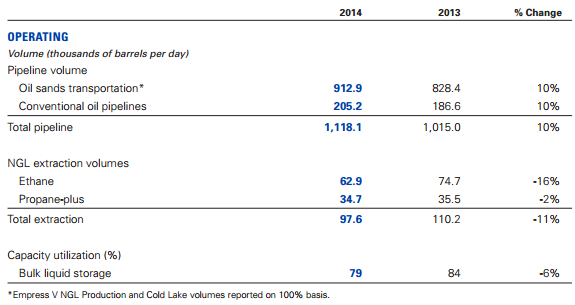 2014 2013 % Change
OPERATING
Volume (thousands of barrels per day)
Pipeline volume
Oil sands transportation* 912.9 828.4 10%
Conventional oil pipelines 205.2 186.6 10%
Total pipeline 1,118.1 1,015.0 10%
NGL extraction volumes
Ethane 62.9 74.7 -16%
Propane-plus 34.7 35.5 -2%
Total extraction 97.6 110.2 -11%
Capacity utilization (%)
Bulk liquid storage 79 84 -6%
*Empress V NGL Production and Cold Lake volumes reported on 100% basis.